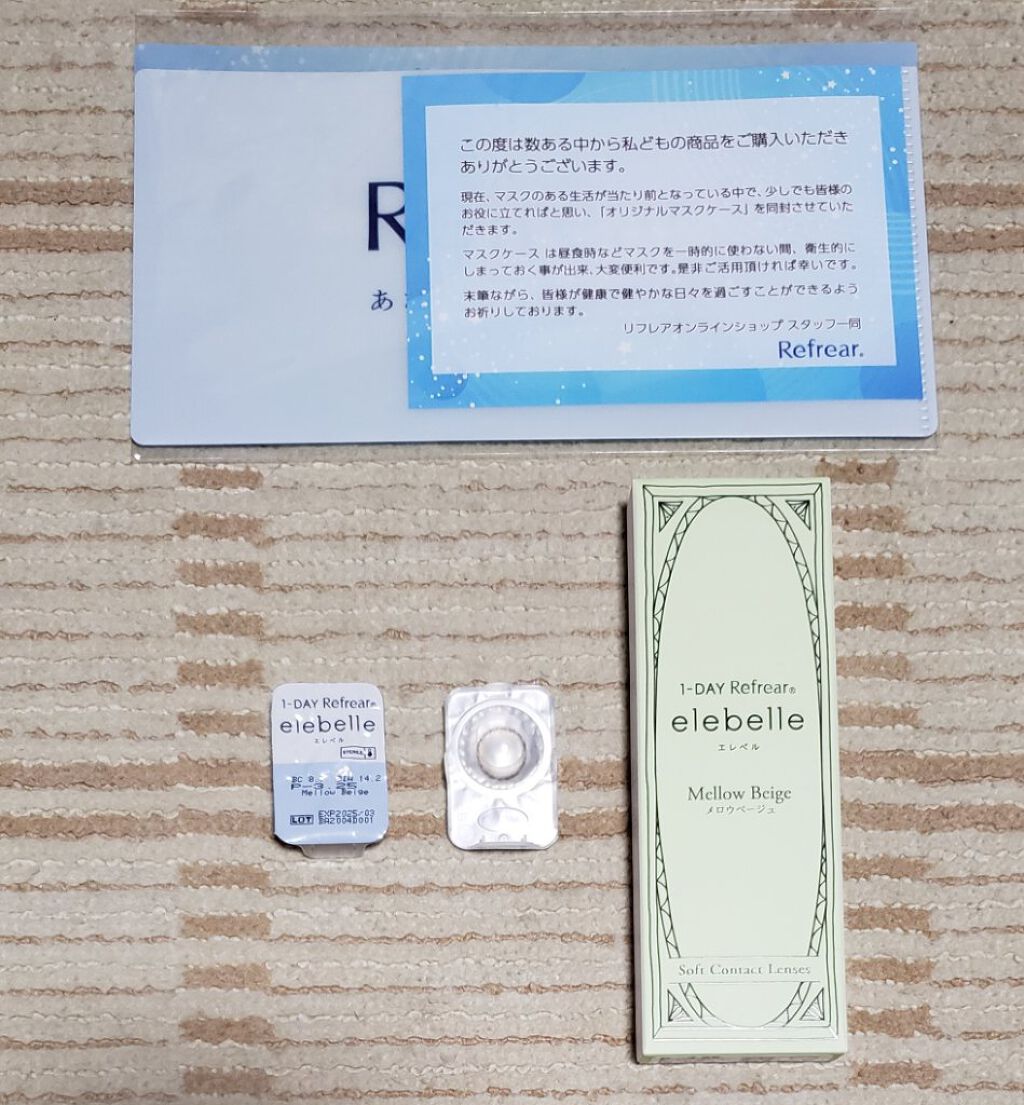 この度は数ある中から私どもの商品をご購入いただき
ありがとうございます。
現在、マスクのある生活が当たり前となっている中で、少しでも皆様の
お役に立てればと思い、「オリジナルマスクケース」を同封させていた
だきます。
マスクケース は昼食時などマスクを一時的に使わない間、衛生的に
しまっておく事が出来、大変便利です。是非ご活用頂ければ幸いです。
末筆ながら、皆様が健康で健やかな日々を過ごすことができるよう
お祈りしております。
リフレアオンラインショップ スタッフ一同
Refrear®
R
あ
1-DAY Refrear®
elebelle
エレベル
STERILE
BC 8. DIA 14.2
P-3.25
Mellow Beige
LOT EXP2025/03
BA2004D001
1-DAY Refrear®
elebelle
エレベル
Mellow Beige
メロウベージュ
Soft Contact Lenses